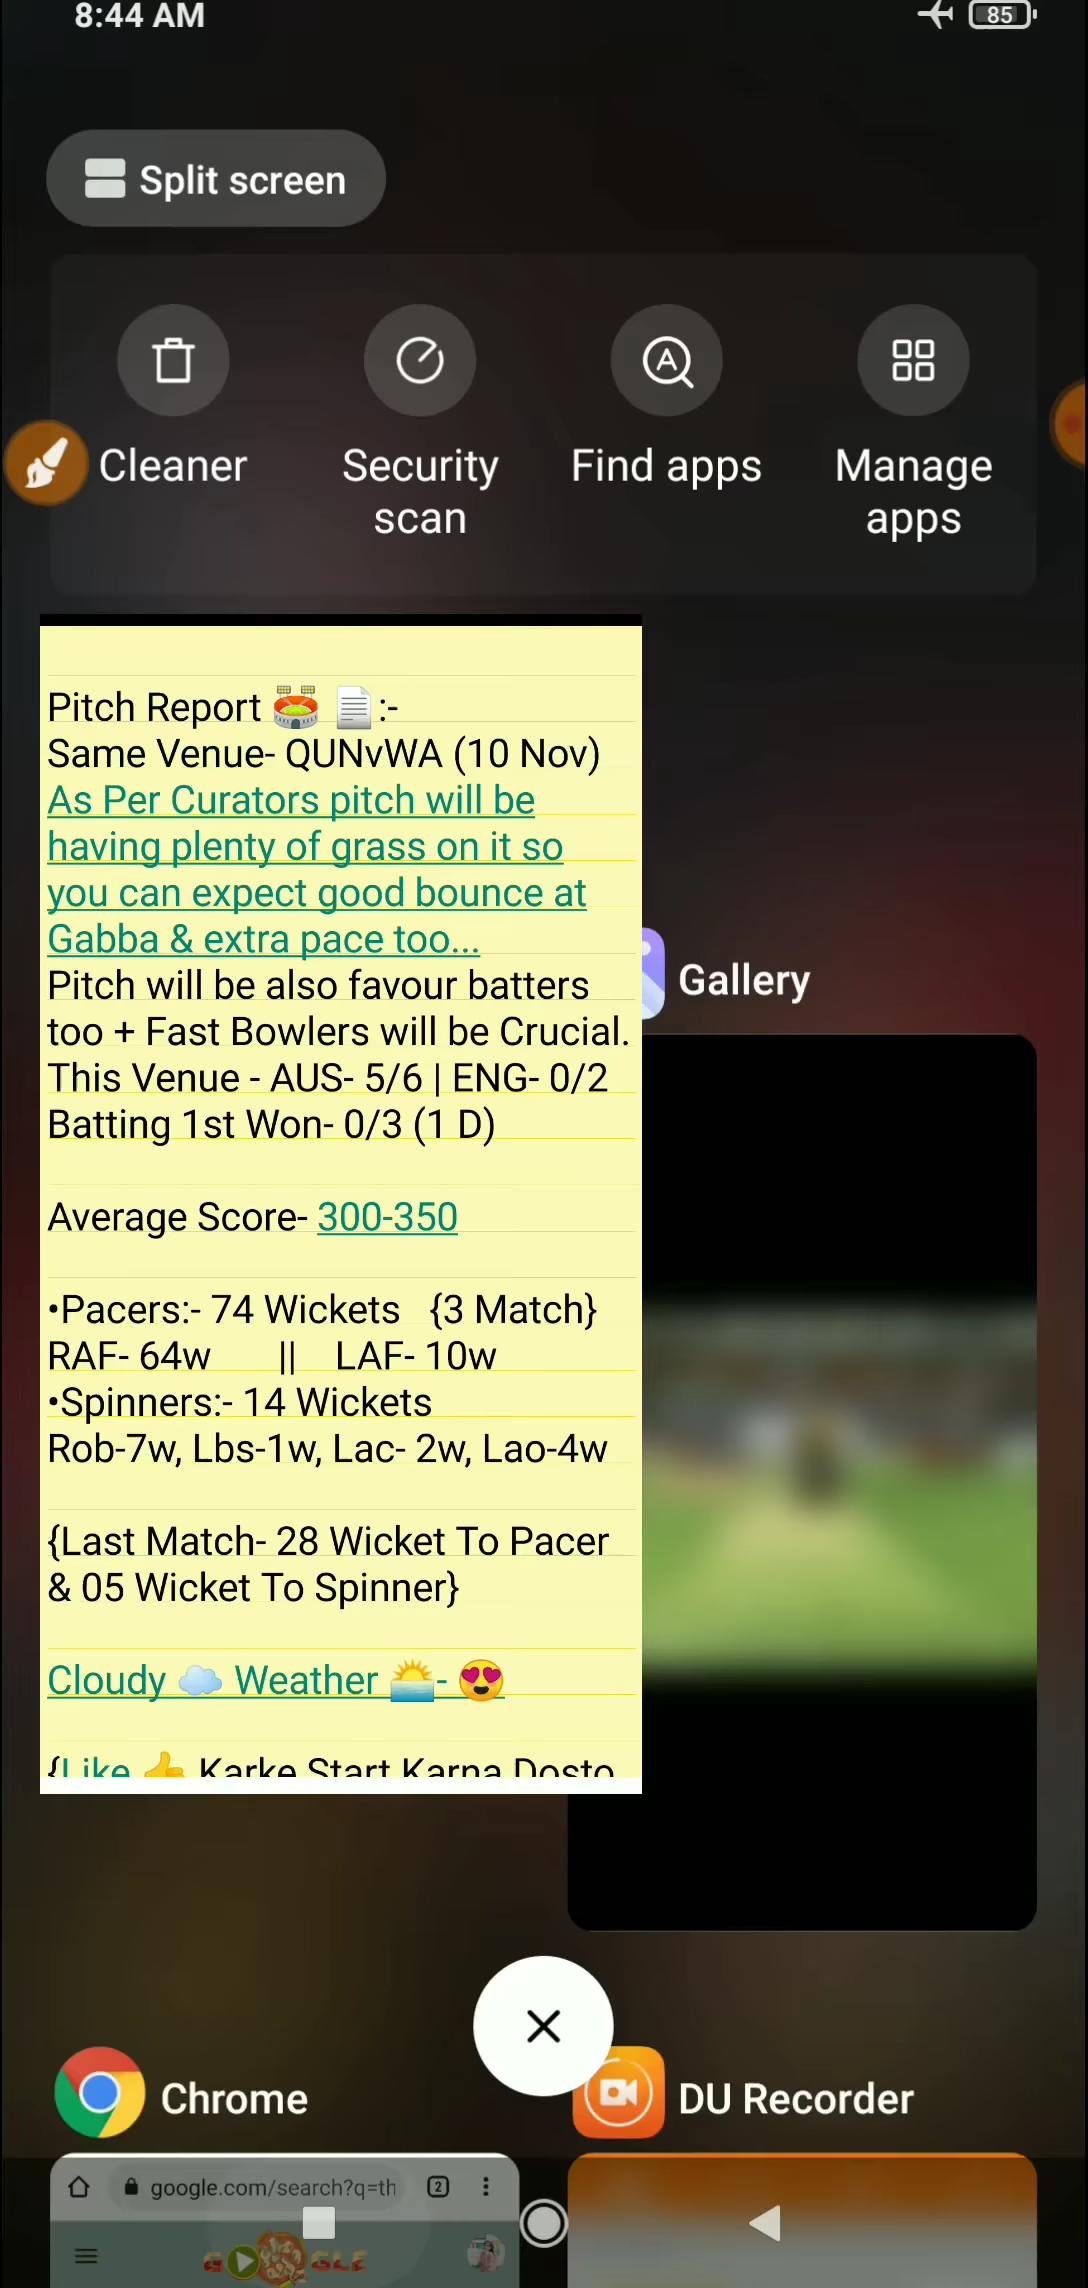 8:44 AM
85
Split screen
Cleaner
Security scan
Find apps
Manage apps
Pitch Report 🏟️ 📄:-
Same Venue- QUNvWA (10 Nov)
As Per Curators pitch will be
having plenty of grass on it so
you can expect good bounce at
Gabba & extra pace too...
Pitch will be also favour batters
too + Fast Bowlers will be Crucial.
This Venue - AUS- 5/6 | ENG- 0/2
Batting 1st Won- 0/3 (1 D)
Average Score- 300-350
•Pacers:- 74 Wickets {3 Match}
RAF- 64w || LAF- 10w
•Spinners:- 14 Wickets
Rob-7w, Lbs-1w, Lac- 2w, Lao-4w
{Last Match- 28 Wicket To Pacer
& 05 Wicket To Spinner}
Cloudy ☁️ Weather 🌅- 😍
{Like 👍 Karke Start Karna Dosto
Gallery
Chrome
DU Recorder
google.com/search?q=th
2
G GLE